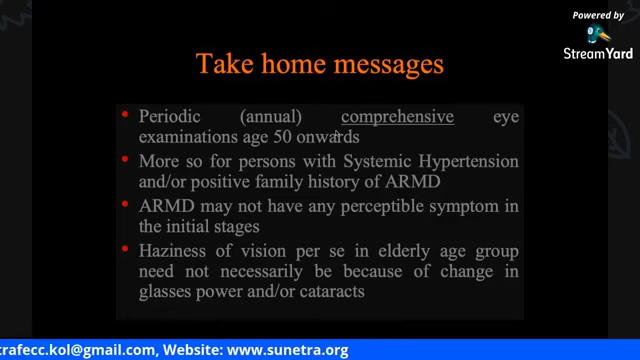 Powered by
StreamYard
Take home messages
• Periodic (annual) comprehensive eye
examinations age 50 onwards
• More so for persons with Systemic Hypertension
and/or positive family history of ARMD
• ARMD may not have any perceptible symptom in
the initial stages
• Haziness of vision per se in elderly age group
need not necessarily be because of change in
glasses power and/or cataracts
trafecc.kol@gmail.com, Website: www.sunetra.org